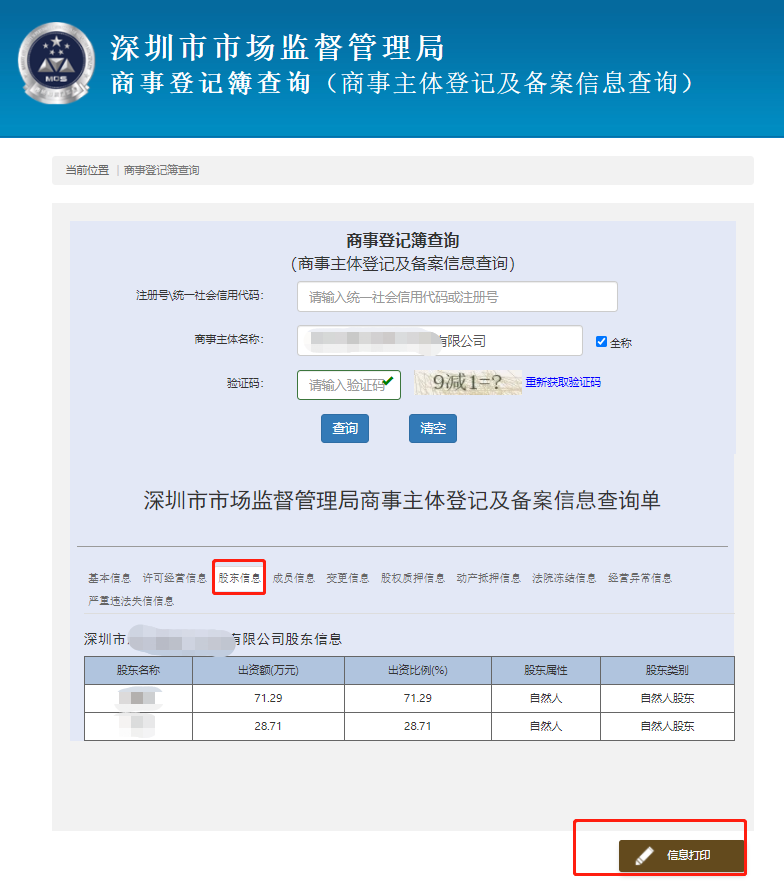 深圳市市场监督管理局
商事登记簿查询（商事主体登记及备案信息查询）
MCS
当前位置 | 商事登记簿查询
商事登记簿查询
（商事主体登记及备案信息查询）
注册号\统一社会信用代码： 请输入统一社会信用代码或注册号
商事主体名称： 有限公司 全称
验证码： 请输入验证码 9减1=? 重新获取验证码
查询 清空
深圳市市场监督管理局商事主体登记及备案信息查询单
基本信息 许可经营信息 股东信息 成员信息 变更信息 股权质押信息 动产抵押信息 法院冻结信息 经营异常信息
严重违法失信信息
深圳市 有限公司股东信息
股东名称 出资额(万元) 出资比例(%) 股东属性 股东类别
71.29 71.29 自然人 自然人股东
28.71 28.71 自然人 自然人股东
信息打印